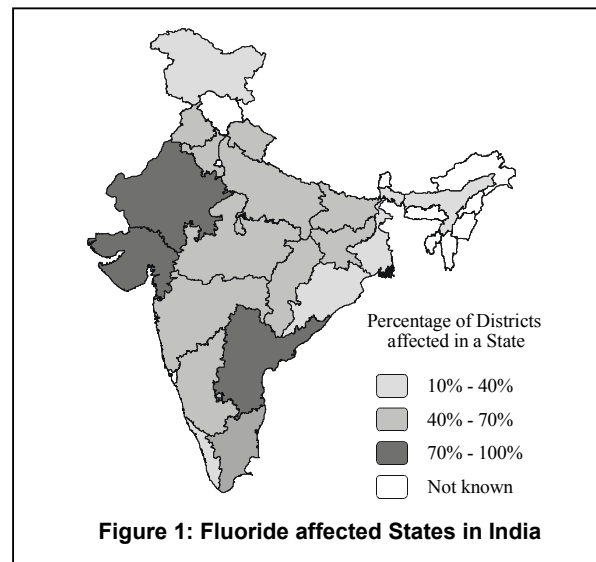 Percentage of Districts
affected in a State
10% - 40%
40% - 70%
70% - 100%
Not known
Figure 1: Fluoride affected States in India